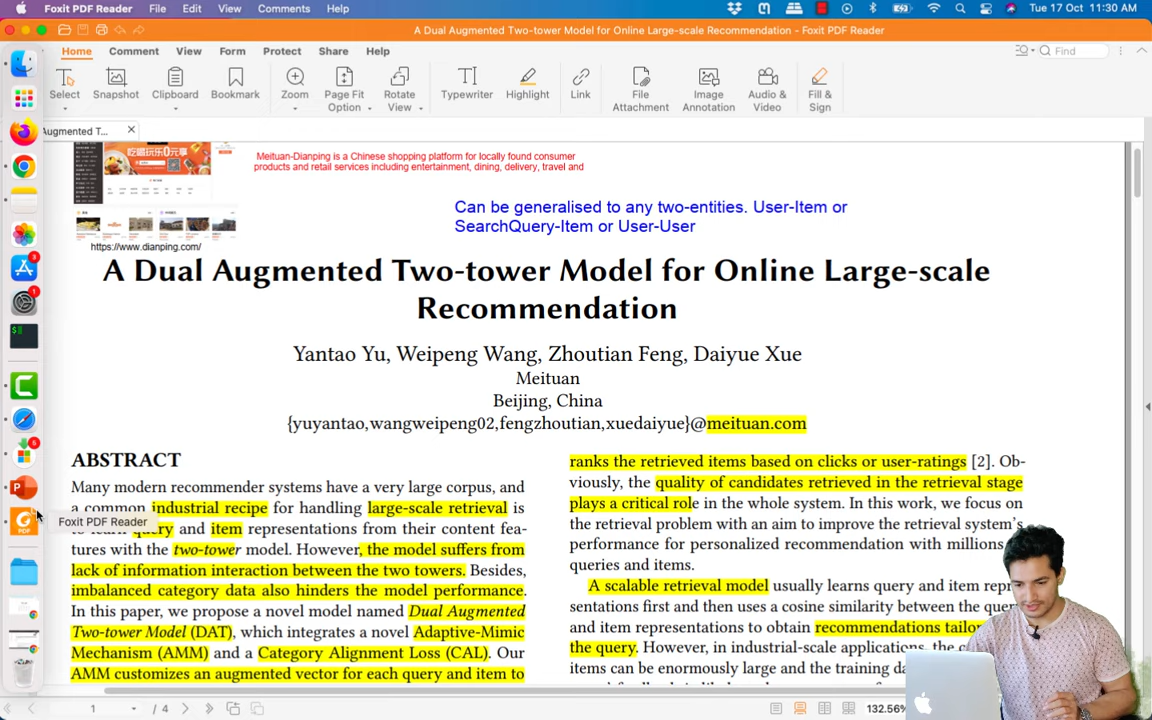 Foxit PDF Reader File Edit View Comments Help Tue 17 Oct 11:30 AM
A Dual Augmented Two-tower Model for Online Large-scale Recommendation - Foxit PDF Reader
Home Comment View Form Protect Share Help Find
Select Snapshot Clipboard Bookmark Zoom Page Fit Option Rotate View Typewriter Highlight Link File Attachment Image Annotation Audio & Video Fill & Sign
Augmented T...
吃喝玩乐0元享
Meituan-Dianping is a Chinese shopping platform for locally found consumer
products and retail services including entertainment, dining, delivery, travel and
Can be generalised to any two-entities. User-Item or
SearchQuery-Item or User-User
https://www.dianping.com/
A Dual Augmented Two-tower Model for Online Large-scale
Recommendation
Yantao Yu, Weipeng Wang, Zhoutian Feng, Daiyue Xue
Meituan
Beijing, China
{yuyantao,wangweipeng02,fengzhoutian,xuedaiyue}@meituan.com
ABSTRACT
Many modern recommender systems have a very large corpus, and
a common industrial recipe for handling large-scale retrieval is
to learn query and item representations from their content fea-
tures with the two-tower model. However, the model suffers from
lack of information interaction between the two towers. Besides,
imbalanced category data also hinders the model performance.
In this paper, we propose a novel model named Dual Augmented
Two-tower Model (DAT), which integrates a novel Adaptive-Mimic
Mechanism (AMM) and a Category Alignment Loss (CAL). Our
AMM customizes an augmented vector for each query and item to
ranks the retrieved items based on clicks or user-ratings [2]. Ob-
viously, the quality of candidates retrieved in the retrieval stage
plays a critical role in the whole system. In this work, we focus on
the retrieval problem with an aim to improve the retrieval system's
performance for personalized recommendation with millions
queries and items.
A scalable retrieval model usually learns query and item repr
sentations first and then uses a cosine similarity between the quer
and item representations to obtain recommendations tailor
the query. However, in industrial-scale applications, the c
items can be enormously large and the training da
Foxit PDF Reader
1 / 4 132.56%